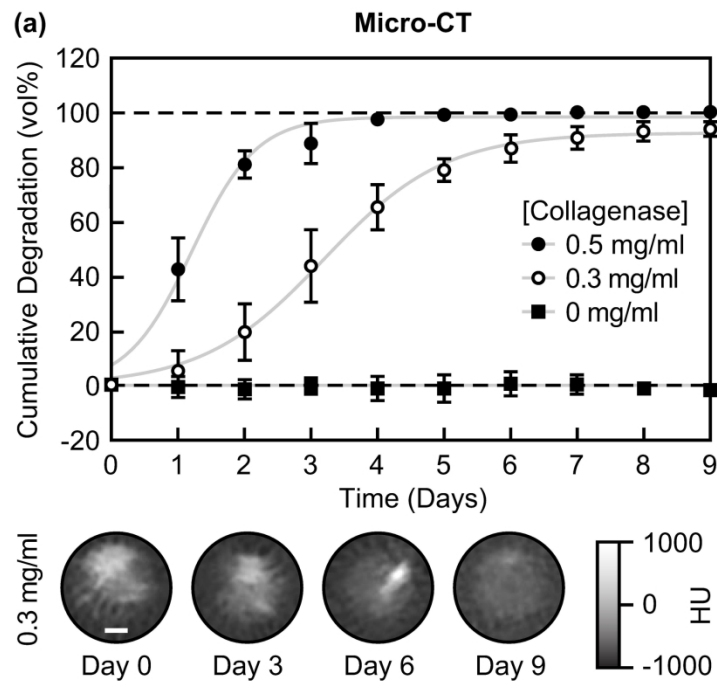 (a) Micro-CT
Cumulative Degradation (vol%)
120
100
80
60
40
20
0
-20
[Collagenase]
0.5 mg/ml
0.3 mg/ml
0 mg/ml
0 1 2 3 4 5 6 7 8 9
Time (Days)
0.3 mg/ml
Day 0 Day 3 Day 6 Day 9
1000
0
-1000
HU